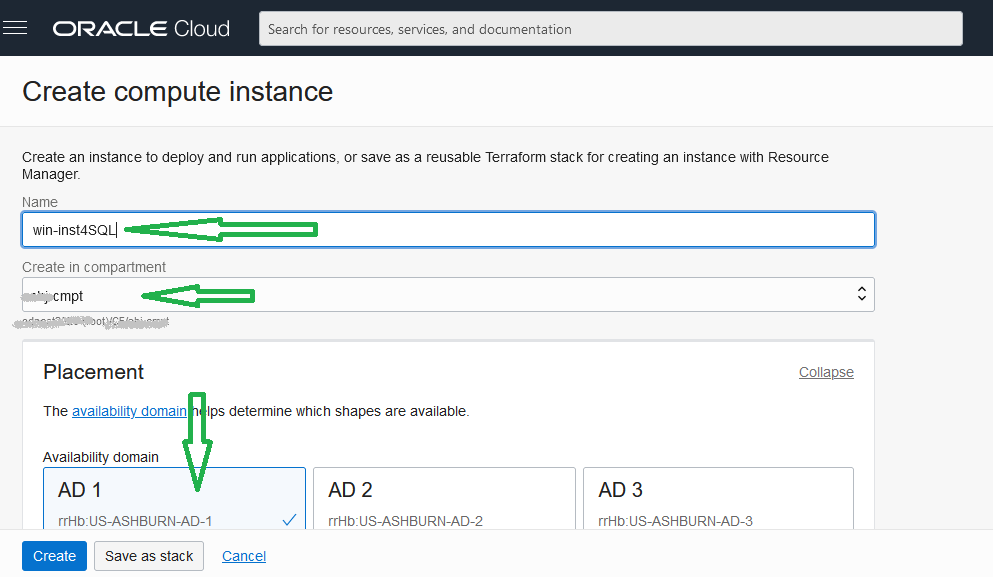 ORACLE Cloud
Search for resources, services, and documentation
Create compute instance
Create an instance to deploy and run applications, or save as a reusable Terraform stack for creating an instance with Resource
Manager.
Name
win-inst4SQL
Create in compartment
cmpt
Placement
Collapse
The availability domain helps determine which shapes are available.
Availability domain
AD 1
AD 2
AD 3
rrHb:US-ASHBURN-AD-1
rrHb:US-ASHBURN-AD-2
rrHb:US-ASHBURN-AD-3
Create
Save as stack
Cancel